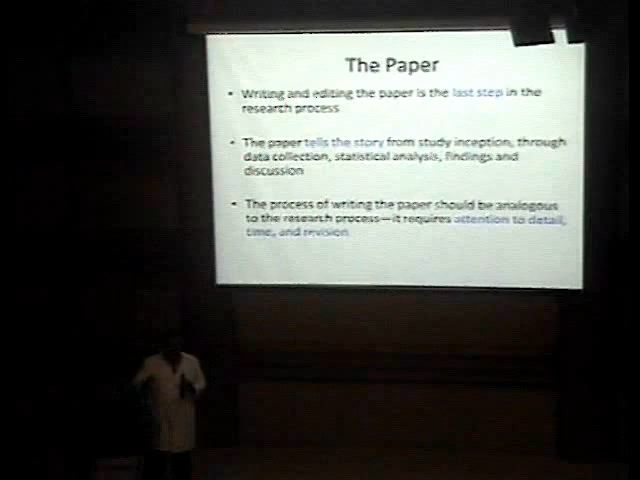 The Paper
• Writing and editing the paper is the last step in the
research process
• The paper tells the story from study inception, through
data collection, statistical analysis, findings and
discussion
• The process of writing the paper should be analogous
to the research process—it requires attention to detail,
time, and revision